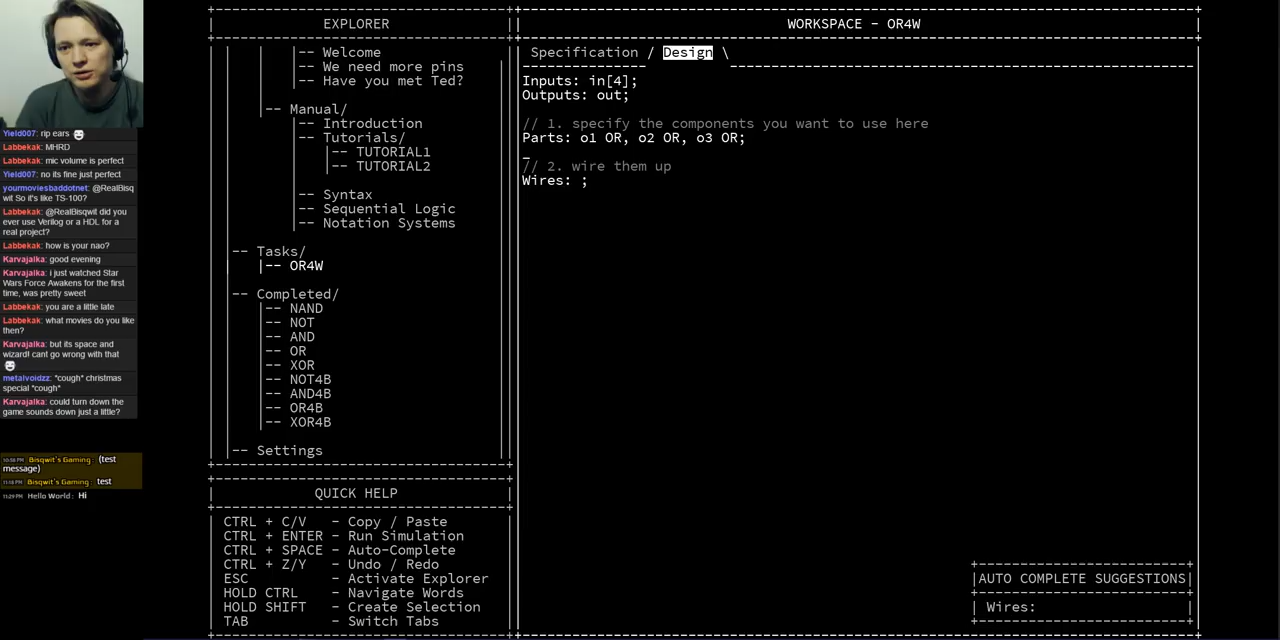 Yield007: rip ears
Labbekak: MHRD
Labbekak: mic volume is perfect
Yield007: no its fine just perfect
yourmoviesbaddotnet: @RealBisq
wit So it's like TS-100?
Labbekak: @RealBisqwit did you
ever use Verilog or a HDL for a
real project?
Labbekak: how is your nao?
Karvajalka: good evening
Karvajalka: i just watched Star
Wars Force Awakens for the first
time, was pretty sweet
Labbekak: you are a little late
Labbekak: what movies do you like
then?
Karvajalka: but its space and
wizard! cant go wrong with that
metalvoidzz: *cough* christmas
special *cough*
Karvajalka: could turn down the
game sounds down just a little?
10:58 PM Bisqwit's Gaming: (test
message)
11:18 PM Bisqwit's Gaming: test
11:29 PM Hello World: Hi
EXPLORER
|-- Welcome
|-- We need more pins
|-- Have you met Ted?
|-- Manual/
|-- Introduction
|-- Tutorials/
|-- TUTORIAL1
|-- TUTORIAL2
|-- Syntax
|-- Sequential Logic
|-- Notation Systems
|-- Tasks/
|-- OR4W
|-- Completed/
|-- NAND
|-- NOT
|-- AND
|-- OR
|-- XOR
|-- NOT4B
|-- AND4B
|-- OR4B
|-- XOR4B
|-- Settings
QUICK HELP
CTRL + C/V - Copy / Paste
CTRL + ENTER - Run Simulation
CTRL + SPACE - Auto-Complete
CTRL + Z/Y - Undo / Redo
ESC - Activate Explorer
HOLD CTRL - Navigate Words
HOLD SHIFT - Create Selection
TAB - Switch Tabs
WORKSPACE - OR4W
Specification / Design \
Inputs: in[4];
Outputs: out;
// 1. specify the components you want to use here
Parts: o1 OR, o2 OR, o3 OR;
_
// 2. wire them up
Wires: ;
AUTO COMPLETE SUGGESTIONS
Wires: